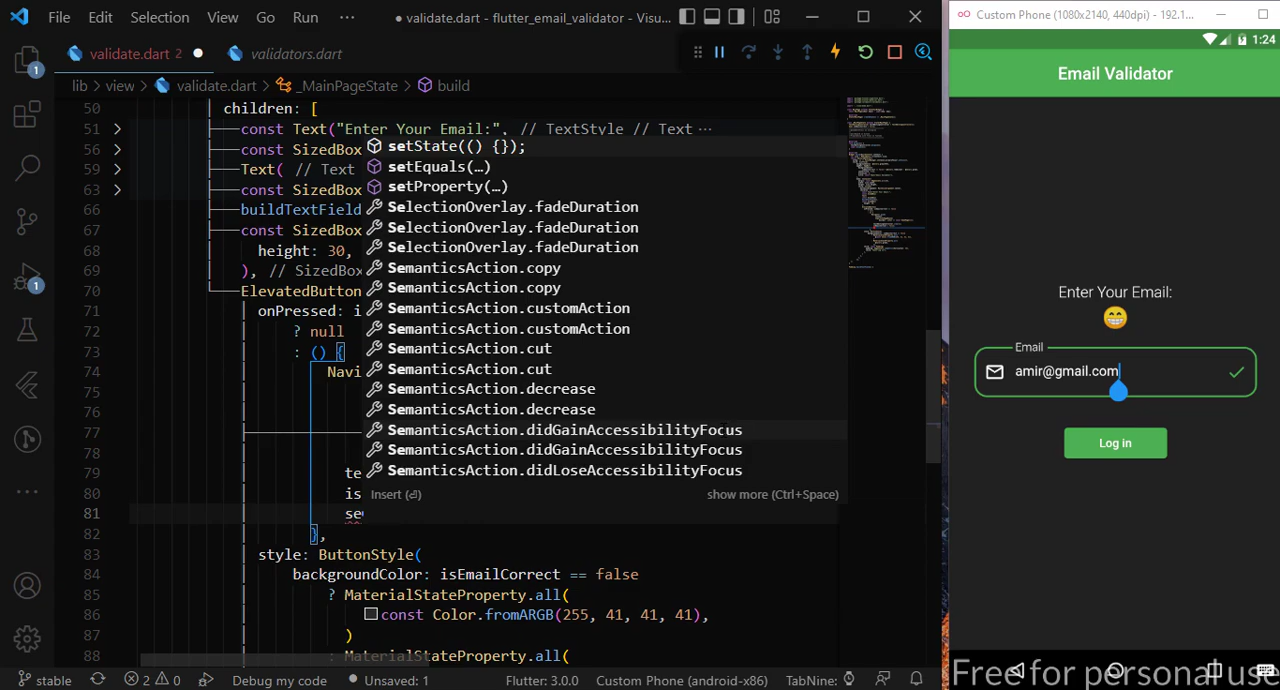 File Edit Selection View Go Run ··· ● validate.dart - flutter_email_validator - Visu...
validate.dart 2 ● validators.dart
lib > view > validate.dart > _MainPageState > build
50 children: [
51 const Text("Enter Your Email:", // TextStyle // Text ···
56 const SizedBox
59 Text( // Text
63 const SizedBox
66 buildTextField
67 const SizedBox
68 height: 30,
69 ), // SizedBox
70 ElevatedButton
71 onPressed: i
72 ? null
73 : () {
74 Navi
75
76
77
78
79 te
80 is
81 se
82 },
83 style: ButtonStyle(
84 backgroundColor: isEmailCorrect == false
85 ? MaterialStateProperty.all(
86 const Color.fromARGB(255, 41, 41, 41),
87 )
88 : MaterialStateProperty.all(
setState(() {});
setEquals(…)
setProperty(…)
SelectionOverlay.fadeDuration
SelectionOverlay.fadeDuration
SelectionOverlay.fadeDuration
SemanticsAction.copy
SemanticsAction.copy
SemanticsAction.customAction
SemanticsAction.customAction
SemanticsAction.cut
SemanticsAction.cut
SemanticsAction.decrease
SemanticsAction.decrease
SemanticsAction.didGainAccessibilityFocus
SemanticsAction.didGainAccessibilityFocus
SemanticsAction.didLoseAccessibilityFocus
Insert (⏎) show more (Ctrl+Space)
1
1
stable 2 0 Debug my code Unsaved: 1 Flutter: 3.0.0 Custom Phone (android-x86) TabNine:
Custom Phone (1080x2140, 440dpi) - 192.1...
1:24
Email Validator
Enter Your Email:
Email
amir@gmail.com
Log in
Free for personal use